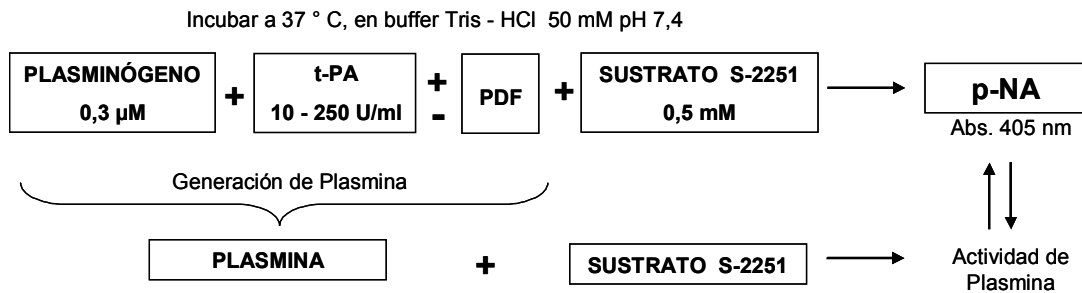 Incubar a 37 ° C, en buffer Tris - HCl 50 mM pH 7,4
PLASMINÓGENO
0,3 µM
+
t-PA
10 - 250 U/ml
+
-
PDF
+
SUSTRATO S-2251
0,5 mM
p-NA
Abs. 405 nm
Generación de Plasmina
PLASMINA
+
SUSTRATO S-2251
Actividad de
Plasmina